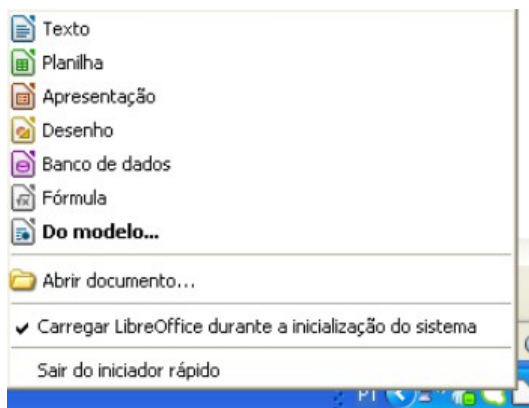 Texto
Planilha
Apresentação
Desenho
Banco de dados
Fórmula
Do modelo...
Abrir documento...
Carregar LibreOffice durante a inicialização do sistema
Sair do iniciador rápido
PT